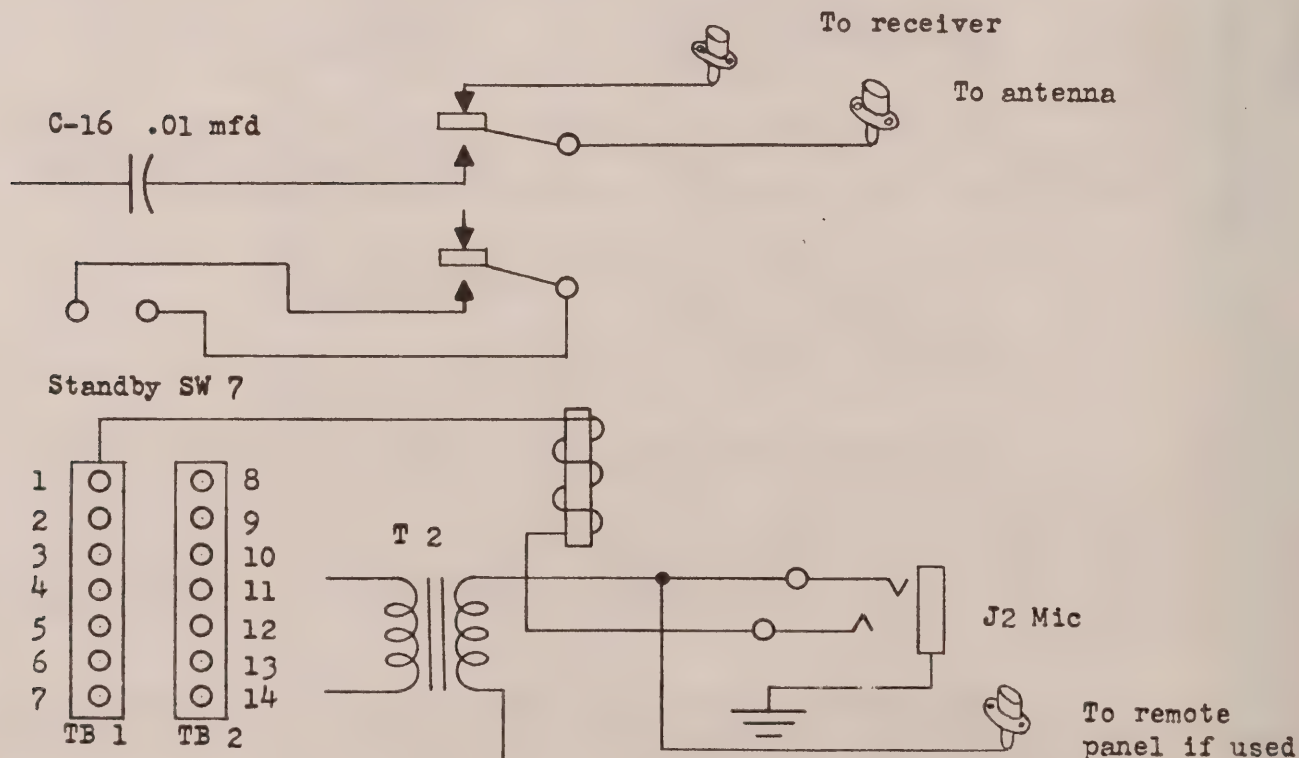 To receiver
To antenna
C-16 .01 mfd
Standby SW 7
1
2
3
4
5
6
7
TB 1
8
9
10
11
12
13
14
TB 2
T 2
J2 Mic
To remote
panel if used